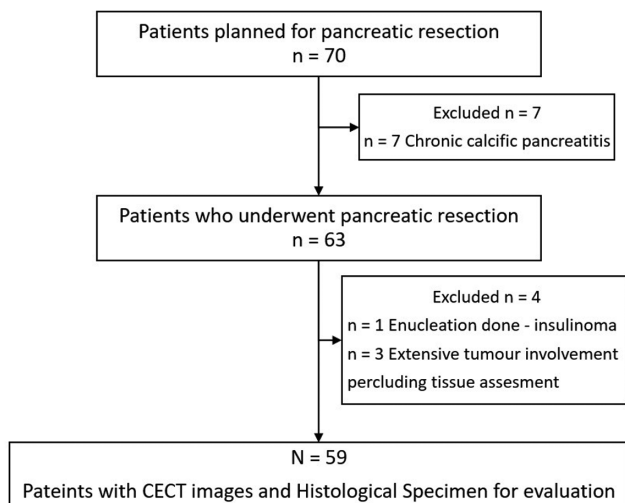 Patients planned for pancreatic resection
n = 70
Excluded n = 7
n = 7 Chronic calcific pancreatitis
Patients who underwent pancreatic resection
n = 63
Excluded n = 4
n = 1 Enucleation done - insulinoma
n = 3 Extensive tumour involvement
percluding tissue assesment
N = 59
Pateints with CECT images and Histological Specimen for evaluation